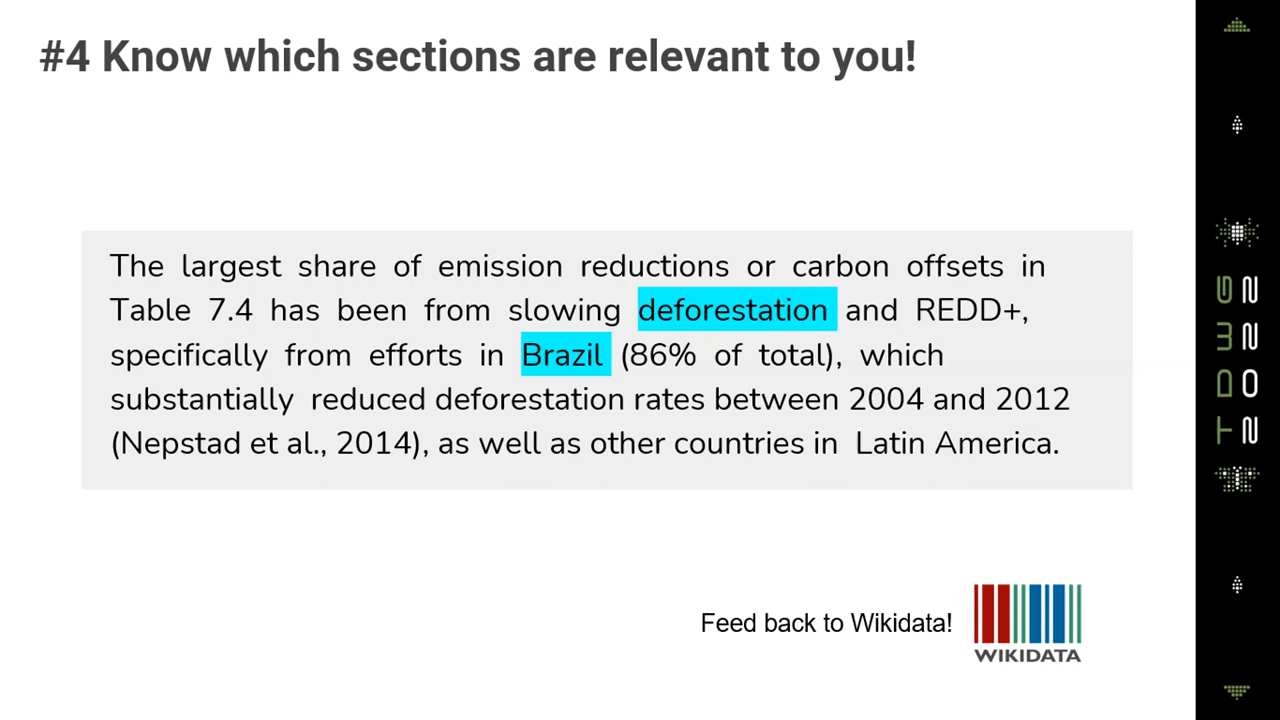 #4 Know which sections are relevant to you!
The largest share of emission reductions or carbon offsets in
Table 7.4 has been from slowing deforestation and REDD+,
specifically from efforts in Brazil (86% of total), which
substantially reduced deforestation rates between 2004 and 2012
(Nepstad et al., 2014), as well as other countries in Latin America.
Feed back to Wikidata!
WIKIDATA
TDWG
2022